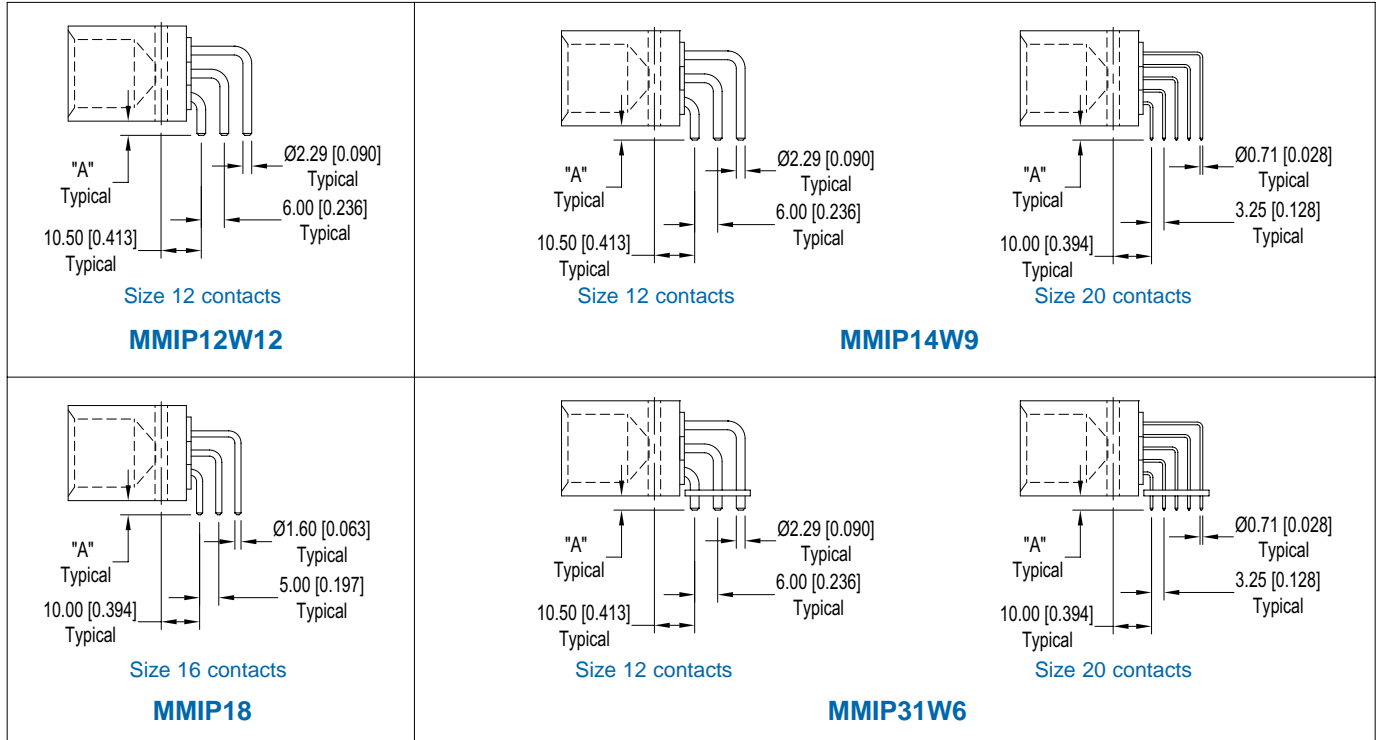 "A"
Typical
Ø2.29 [0.090]
Typical
6.00 [0.236]
Typical
10.50 [0.413]
Typical
Size 12 contacts
MMIP12W12
"A"
Typical
Ø2.29 [0.090]
Typical
6.00 [0.236]
Typical
10.50 [0.413]
Typical
Size 12 contacts
"A"
Typical
Ø0.71 [0.028]
Typical
3.25 [0.128]
Typical
10.00 [0.394]
Typical
Size 20 contacts
MMIP14W9
"A"
Typical
Ø1.60 [0.063]
Typical
5.00 [0.197]
Typical
10.00 [0.394]
Typical
Size 16 contacts
MMIP18
"A"
Typical
Ø2.29 [0.090]
Typical
6.00 [0.236]
Typical
10.50 [0.413]
Typical
Size 12 contacts
"A"
Typical
Ø0.71 [0.028]
Typical
3.25 [0.128]
Typical
10.00 [0.394]
Typical
Size 20 contacts
MMIP31W6